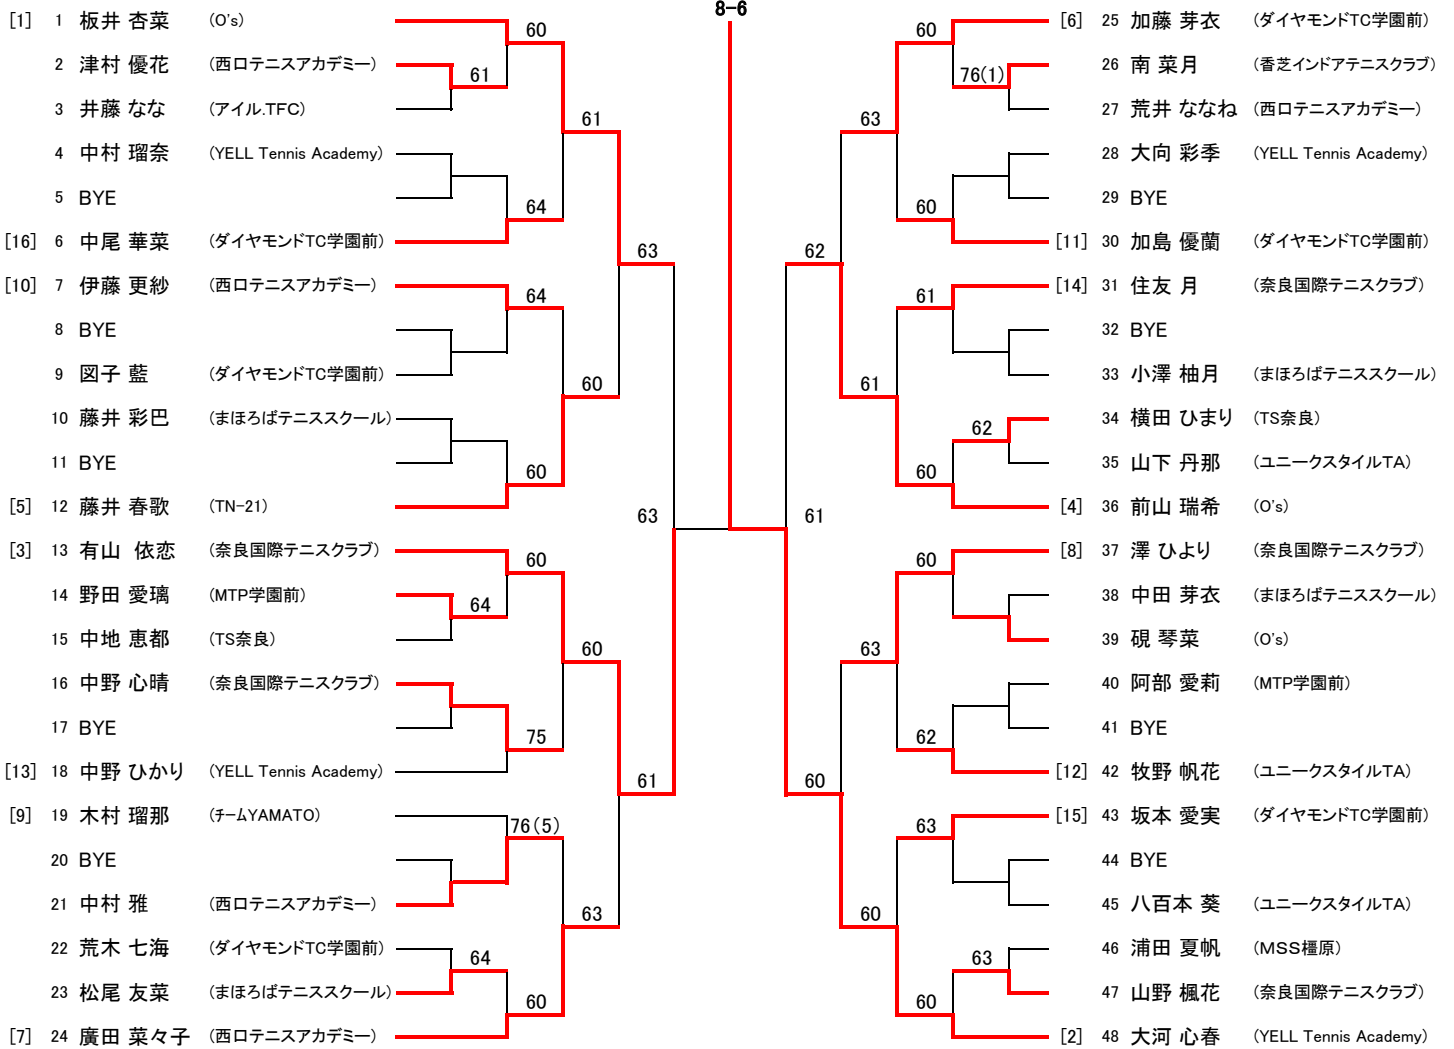 8-6
[1] 1 板井 杏菜 (O's)
2 津村 優花 (西口テニスアカデミー)
3 井藤 なな (アイル.TFC)
4 中村 瑠奈 (YELL Tennis Academy)
5 BYE
[16] 6 中尾 華菜 (ダイヤモンドTC学園前)
[10] 7 伊藤 更紗 (西口テニスアカデミー)
8 BYE
9 図子 藍 (ダイヤモンドTC学園前)
10 藤井 彩巴 (まほろばテニススクール)
11 BYE
[5] 12 藤井 春歌 (TN-21)
[3] 13 有山 依恋 (奈良国際テニスクラブ)
14 野田 愛璃 (MTP学園前)
15 中地 恵都 (TS奈良)
16 中野 心晴 (奈良国際テニスクラブ)
17 BYE
[13] 18 中野 ひかり (YELL Tennis Academy)
[9] 19 木村 瑠那 (チームYAMATO)
20 BYE
21 中村 雅 (西口テニスアカデミー)
22 荒木 七海 (ダイヤモンドTC学園前)
23 松尾 友菜 (まほろばテニススクール)
[7] 24 廣田 菜々子 (西口テニスアカデミー)
61
64
64
60
64
64
60
60
75
76(5)
60
61
60
60
63
63
61
63
[6] 25 加藤 芽衣 (ダイヤモンドTC学園前)
26 南 菜月 (香芝インドアテニスクラブ)
27 荒井 ななね (西口テニスアカデミー)
28 大向 彩季 (YELL Tennis Academy)
29 BYE
[11] 30 加島 優蘭 (ダイヤモンドTC学園前)
[14] 31 住友 月 (奈良国際テニスクラブ)
32 BYE
33 小澤 柚月 (まほろばテニススクール)
34 横田 ひまり (TS奈良)
35 山下 丹那 (ユニークスタイルTA)
[4] 36 前山 瑞希 (O's)
[8] 37 澤 ひより (奈良国際テニスクラブ)
38 中田 芽衣 (まほろばテニススクール)
39 硯 琴菜 (O's)
40 阿部 愛莉 (MTP学園前)
41 BYE
[12] 42 牧野 帆花 (ユニークスタイルTA)
[15] 43 坂本 愛実 (ダイヤモンドTC学園前)
44 BYE
45 八百本 葵 (ユニークスタイルTA)
46 浦田 夏帆 (MSS橿原)
47 山野 楓花 (奈良国際テニスクラブ)
[2] 48 大河 心春 (YELL Tennis Academy)
76(1)
62
63
60
60
61
60
60
62
63
60
63
61
63
60
62
60
61